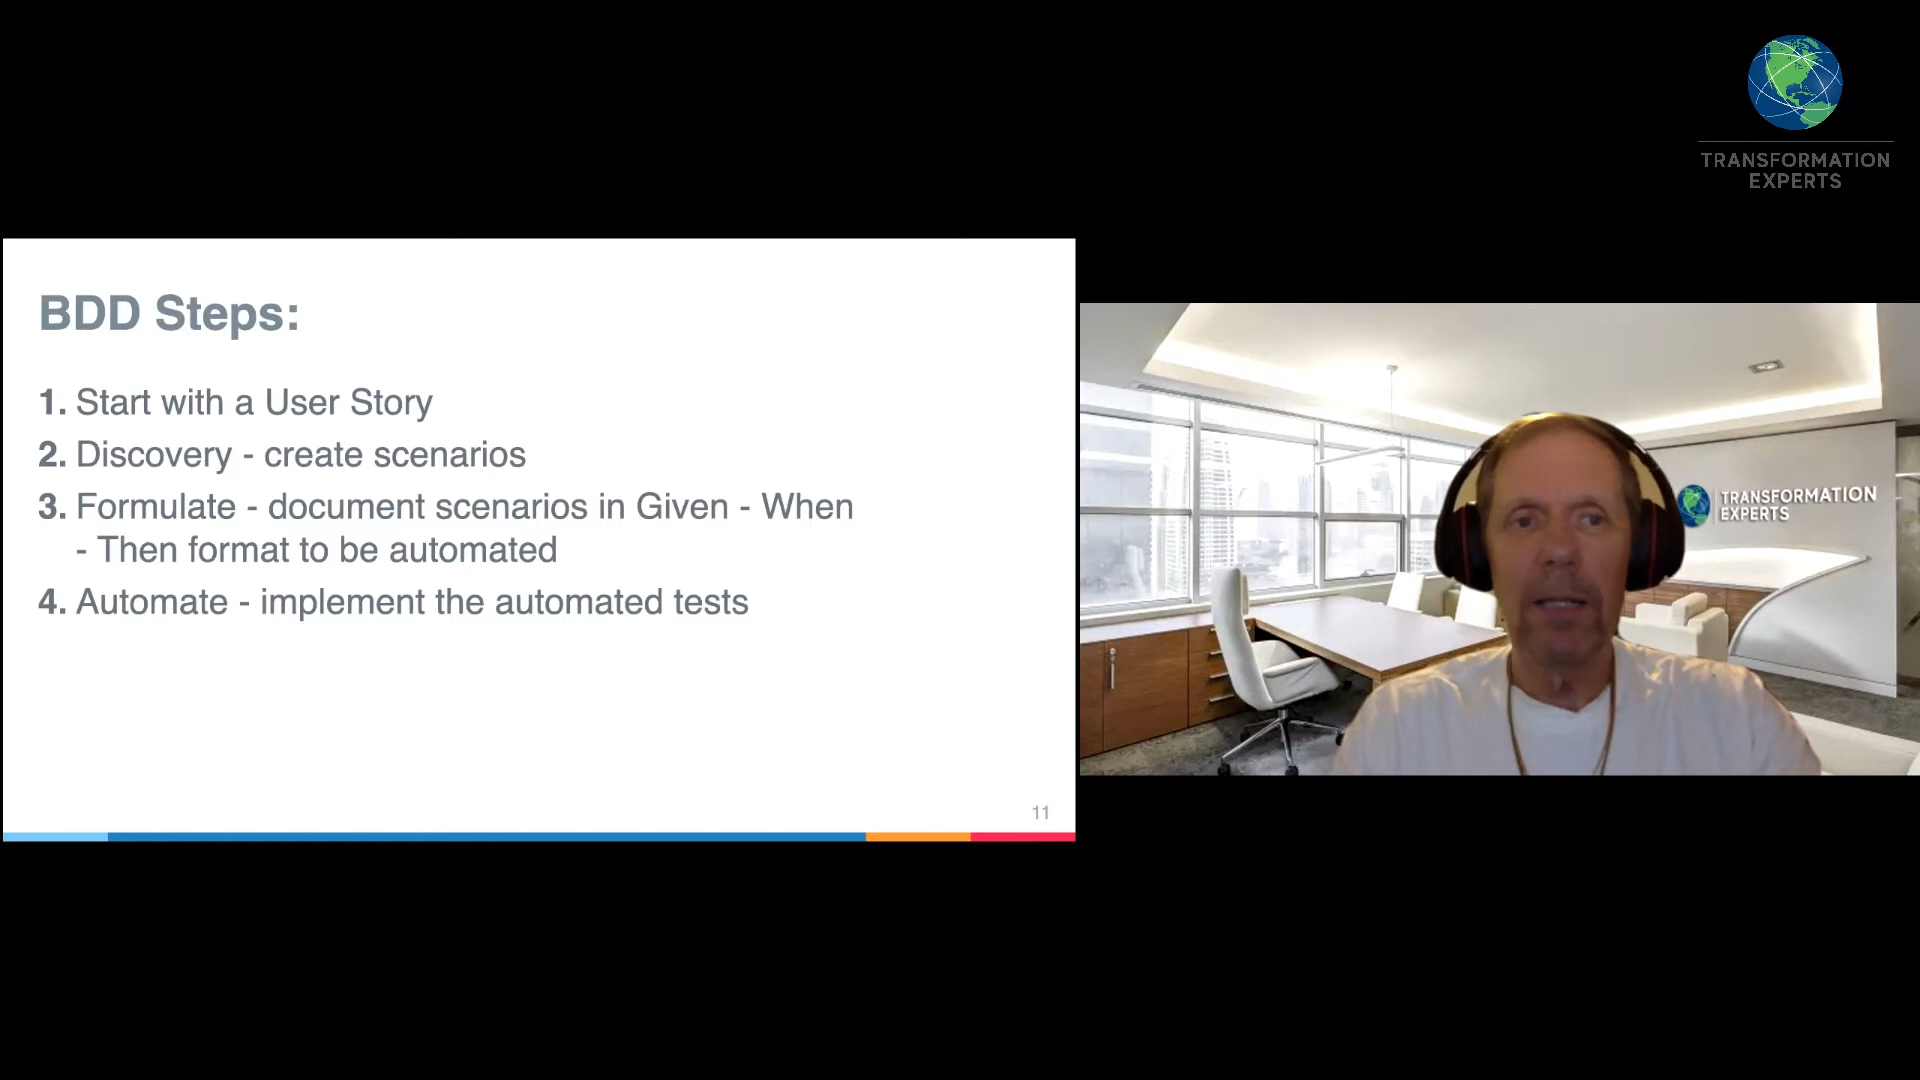 TRANSFORMATION
EXPERTS
BDD Steps:
1. Start with a User Story
2. Discovery - create scenarios
3. Formulate - document scenarios in Given - When
- Then format to be automated
4. Automate - implement the automated tests
11
TRANSFORMATION
EXPERTS